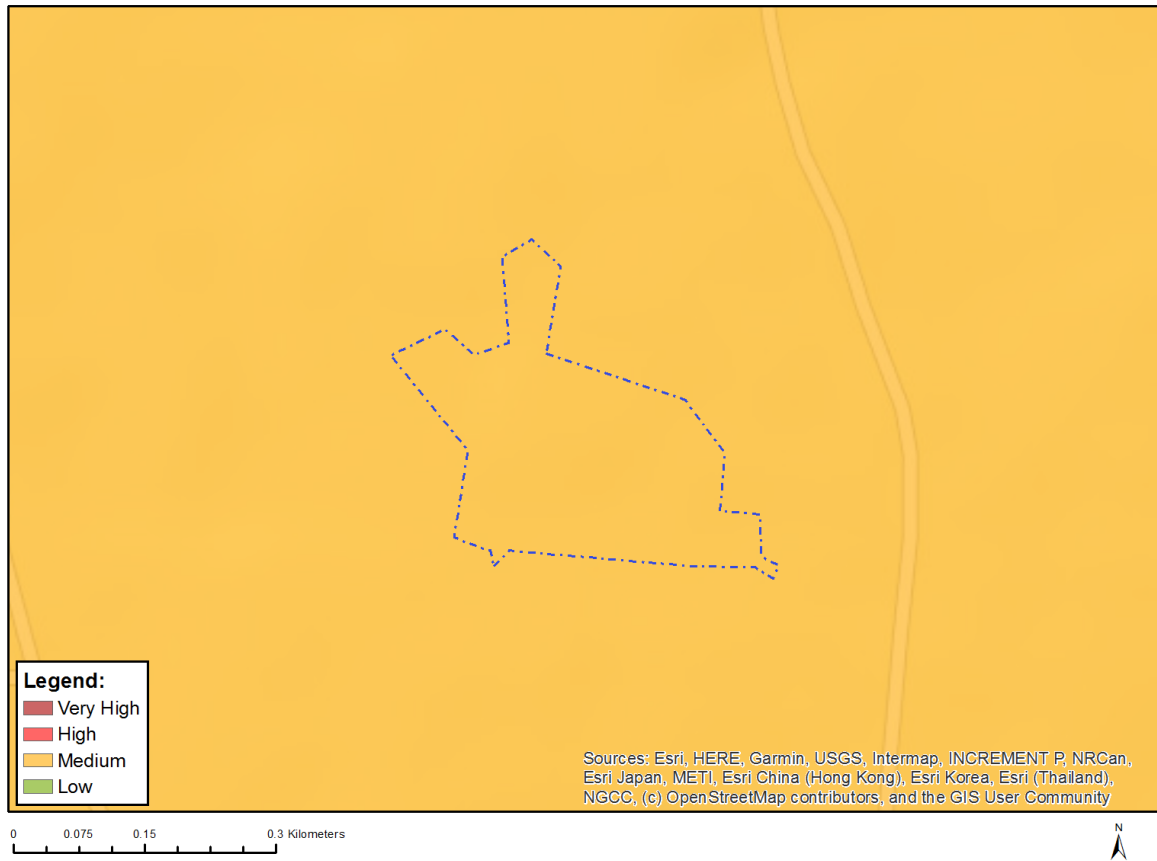 Legend:
Very High
High
Medium
Low
Sources: Esri, HERE, Garmin, USGS, Intermap, INCREMENT P, NRCan,
Esri Japan, METI, Esri China (Hong Kong), Esri Korea, Esri (Thailand),
NGCC, (c) OpenStreetMap contributors, and the GIS User Community
0 0.075 0.15 0.3 Kilometers
N